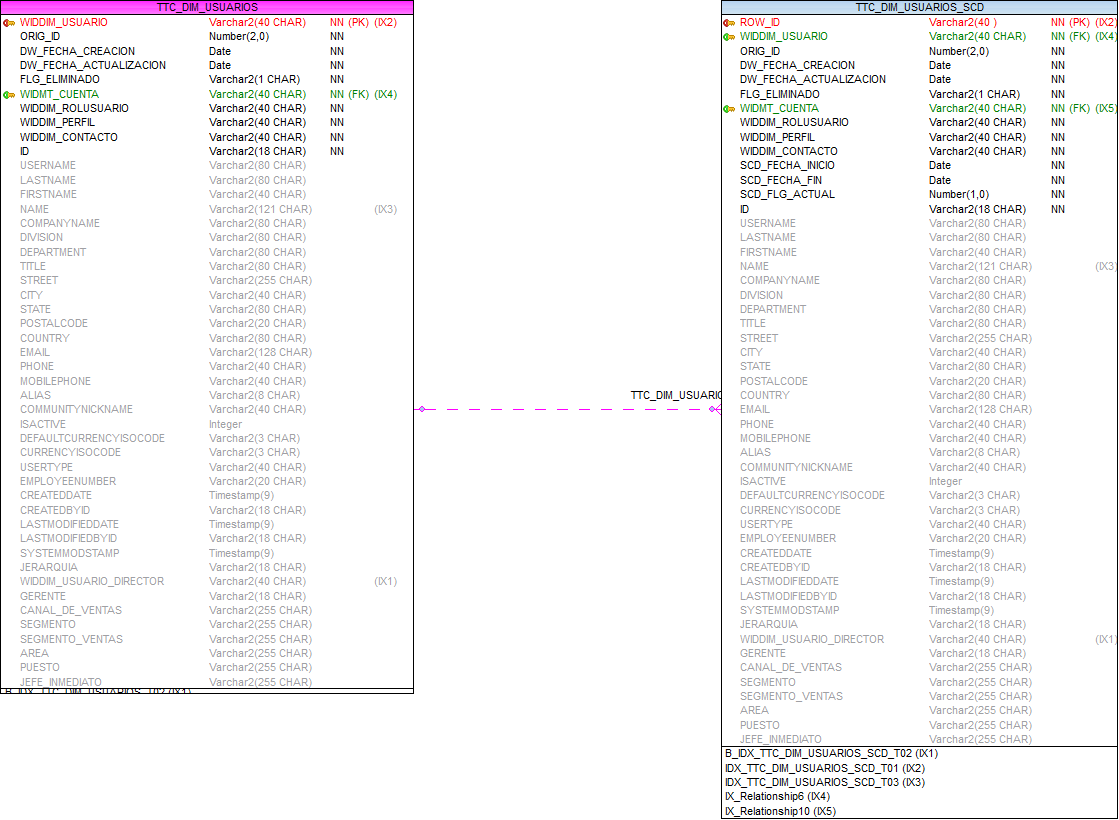 TTC_DIM_USUARIOS
WIDDIM_USUARIO Varchar2(40 CHAR) NN (PK) (IX2)
ORIG_ID Number(2,0) NN
DW_FECHA_CREACION Date NN
DW_FECHA_ACTUALIZACION Date NN
FLG_ELIMINADO Varchar2(1 CHAR) NN
WIDMT_CUENTA Varchar2(40 CHAR) NN (FK) (IX4)
WIDDIM_ROLUSUARIO Varchar2(40 CHAR) NN
WIDDIM_PERFIL Varchar2(40 CHAR) NN
WIDDIM_CONTACTO Varchar2(40 CHAR) NN
ID Varchar2(18 CHAR) NN
USERNAME Varchar2(80 CHAR)
LASTNAME Varchar2(80 CHAR)
FIRSTNAME Varchar2(40 CHAR)
NAME Varchar2(121 CHAR) (IX3)
COMPANYNAME Varchar2(80 CHAR)
DIVISION Varchar2(80 CHAR)
DEPARTMENT Varchar2(80 CHAR)
TITLE Varchar2(80 CHAR)
STREET Varchar2(255 CHAR)
CITY Varchar2(40 CHAR)
STATE Varchar2(80 CHAR)
POSTALCODE Varchar2(20 CHAR)
COUNTRY Varchar2(80 CHAR)
EMAIL Varchar2(128 CHAR)
PHONE Varchar2(40 CHAR)
MOBILEPHONE Varchar2(40 CHAR)
ALIAS Varchar2(8 CHAR)
COMMUNITYNICKNAME Varchar2(40 CHAR)
ISACTIVE Integer
DEFAULTCURRENCYISOCODE Varchar2(3 CHAR)
CURRENCYISOCODE Varchar2(3 CHAR)
USERTYPE Varchar2(40 CHAR)
EMPLOYEENUMBER Varchar2(20 CHAR)
CREATEDDATE Timestamp(9)
CREATEDBYID Varchar2(18 CHAR)
LASTMODIFIEDDATE Timestamp(9)
LASTMODIFIEDBYID Varchar2(18 CHAR)
SYSTEMMODSTAMP Timestamp(9)
JERARQUIA Varchar2(18 CHAR)
WIDDIM_USUARIO_DIRECTOR Varchar2(40 CHAR) (IX1)
GERENTE Varchar2(18 CHAR)
CANAL_DE_VENTAS Varchar2(255 CHAR)
SEGMENTO Varchar2(255 CHAR)
SEGMENTO_VENTAS Varchar2(255 CHAR)
AREA Varchar2(255 CHAR)
PUESTO Varchar2(255 CHAR)
JEFE_INMEDIATO Varchar2(255 CHAR)
B_IDX_TTC_DIM_USUARIOS_T02 (IX1)
TTC_DIM_USUARIO
TTC_DIM_USUARIOS_SCD
ROW_ID Varchar2(40 ) NN (PK) (IX2)
WIDDIM_USUARIO Varchar2(40 CHAR) NN (FK) (IX4)
ORIG_ID Number(2,0) NN
DW_FECHA_CREACION Date NN
DW_FECHA_ACTUALIZACION Date NN
FLG_ELIMINADO Varchar2(1 CHAR) NN
WIDMT_CUENTA Varchar2(40 CHAR) NN (FK) (IX5)
WIDDIM_ROLUSUARIO Varchar2(40 CHAR) NN
WIDDIM_PERFIL Varchar2(40 CHAR) NN
WIDDIM_CONTACTO Varchar2(40 CHAR) NN
SCD_FECHA_INICIO Date NN
SCD_FECHA_FIN Date NN
SCD_FLG_ACTUAL Number(1,0) NN
ID Varchar2(18 CHAR) NN
USERNAME Varchar2(80 CHAR)
LASTNAME Varchar2(80 CHAR)
FIRSTNAME Varchar2(40 CHAR)
NAME Varchar2(121 CHAR) (IX3)
COMPANYNAME Varchar2(80 CHAR)
DIVISION Varchar2(80 CHAR)
DEPARTMENT Varchar2(80 CHAR)
TITLE Varchar2(80 CHAR)
STREET Varchar2(255 CHAR)
CITY Varchar2(40 CHAR)
STATE Varchar2(80 CHAR)
POSTALCODE Varchar2(20 CHAR)
COUNTRY Varchar2(80 CHAR)
EMAIL Varchar2(128 CHAR)
PHONE Varchar2(40 CHAR)
MOBILEPHONE Varchar2(40 CHAR)
ALIAS Varchar2(8 CHAR)
COMMUNITYNICKNAME Varchar2(40 CHAR)
ISACTIVE Integer
DEFAULTCURRENCYISOCODE Varchar2(3 CHAR)
CURRENCYISOCODE Varchar2(3 CHAR)
USERTYPE Varchar2(40 CHAR)
EMPLOYEENUMBER Varchar2(20 CHAR)
CREATEDDATE Timestamp(9)
CREATEDBYID Varchar2(18 CHAR)
LASTMODIFIEDDATE Timestamp(9)
LASTMODIFIEDBYID Varchar2(18 CHAR)
SYSTEMMODSTAMP Timestamp(9)
JERARQUIA Varchar2(18 CHAR)
WIDDIM_USUARIO_DIRECTOR Varchar2(40 CHAR) (IX1)
GERENTE Varchar2(18 CHAR)
CANAL_DE_VENTAS Varchar2(255 CHAR)
SEGMENTO Varchar2(255 CHAR)
SEGMENTO_VENTAS Varchar2(255 CHAR)
AREA Varchar2(255 CHAR)
PUESTO Varchar2(255 CHAR)
JEFE_INMEDIATO Varchar2(255 CHAR)
B_IDX_TTC_DIM_USUARIOS_SCD_T02 (IX1)
IDX_TTC_DIM_USUARIOS_SCD_T01 (IX2)
IDX_TTC_DIM_USUARIOS_SCD_T03 (IX3)
IX_Relationship6 (IX4)
IX_Relationship10 (IX5)